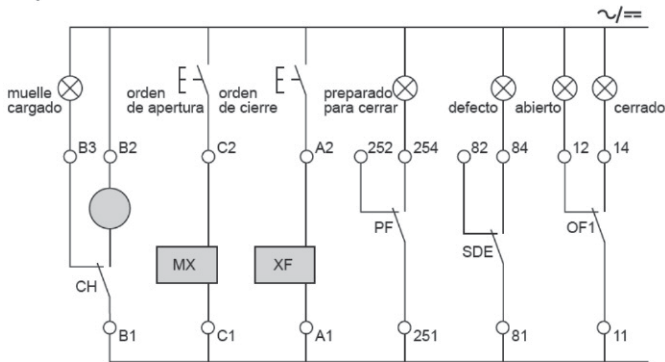 muelle cargado
orden de apertura
orden de cierre
preparado para cerrar
defecto
abierto
cerrado
B3 B2 C2 A2 252 254 82 84 12 14
PF
OF1
SDE
MX XF
CH
B1 C1 A1 251 81 11